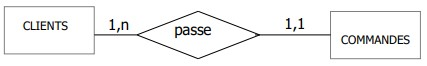 CLIENTS
1,n
passe
1,1
COMMANDES